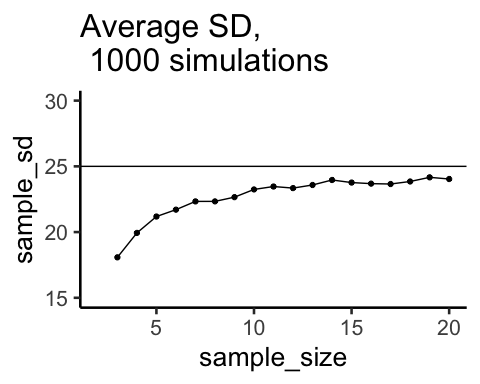 Average SD,
1000 simulations
30
25
20
15
sample_sd
5 10 15 20
sample_size